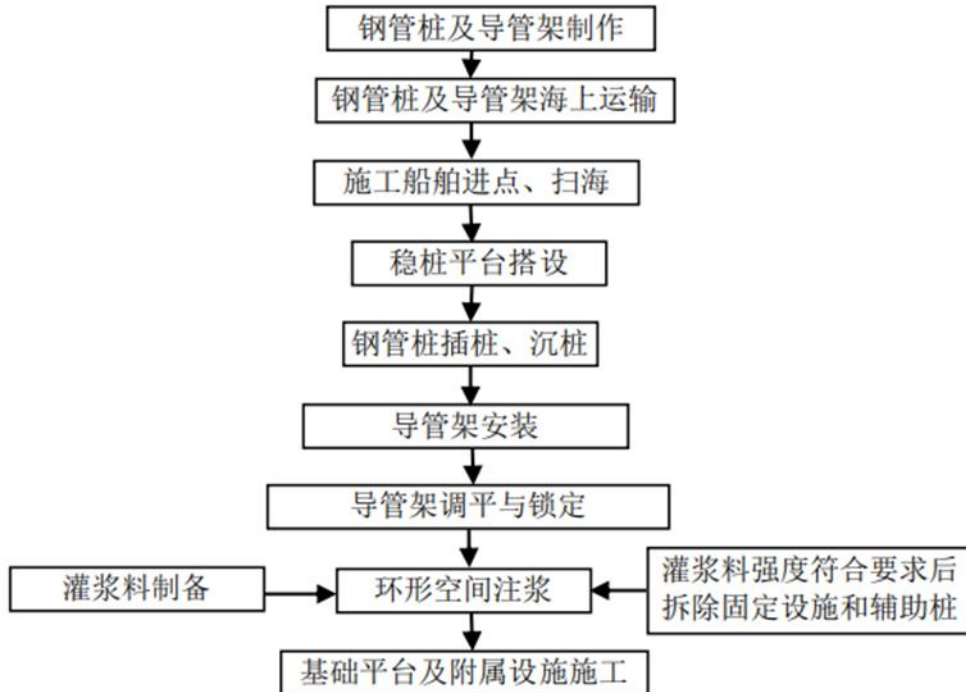 钢管桩及导管架制作
钢管桩及导管架海上运输
施工船舶进点、扫海
稳桩平台搭设
钢管桩插桩、沉桩
导管架安装
导管架调平与锁定
灌浆料制备
环形空间注浆
灌浆料强度符合要求后
拆除固定设施和辅助桩
基础平台及附属设施施工